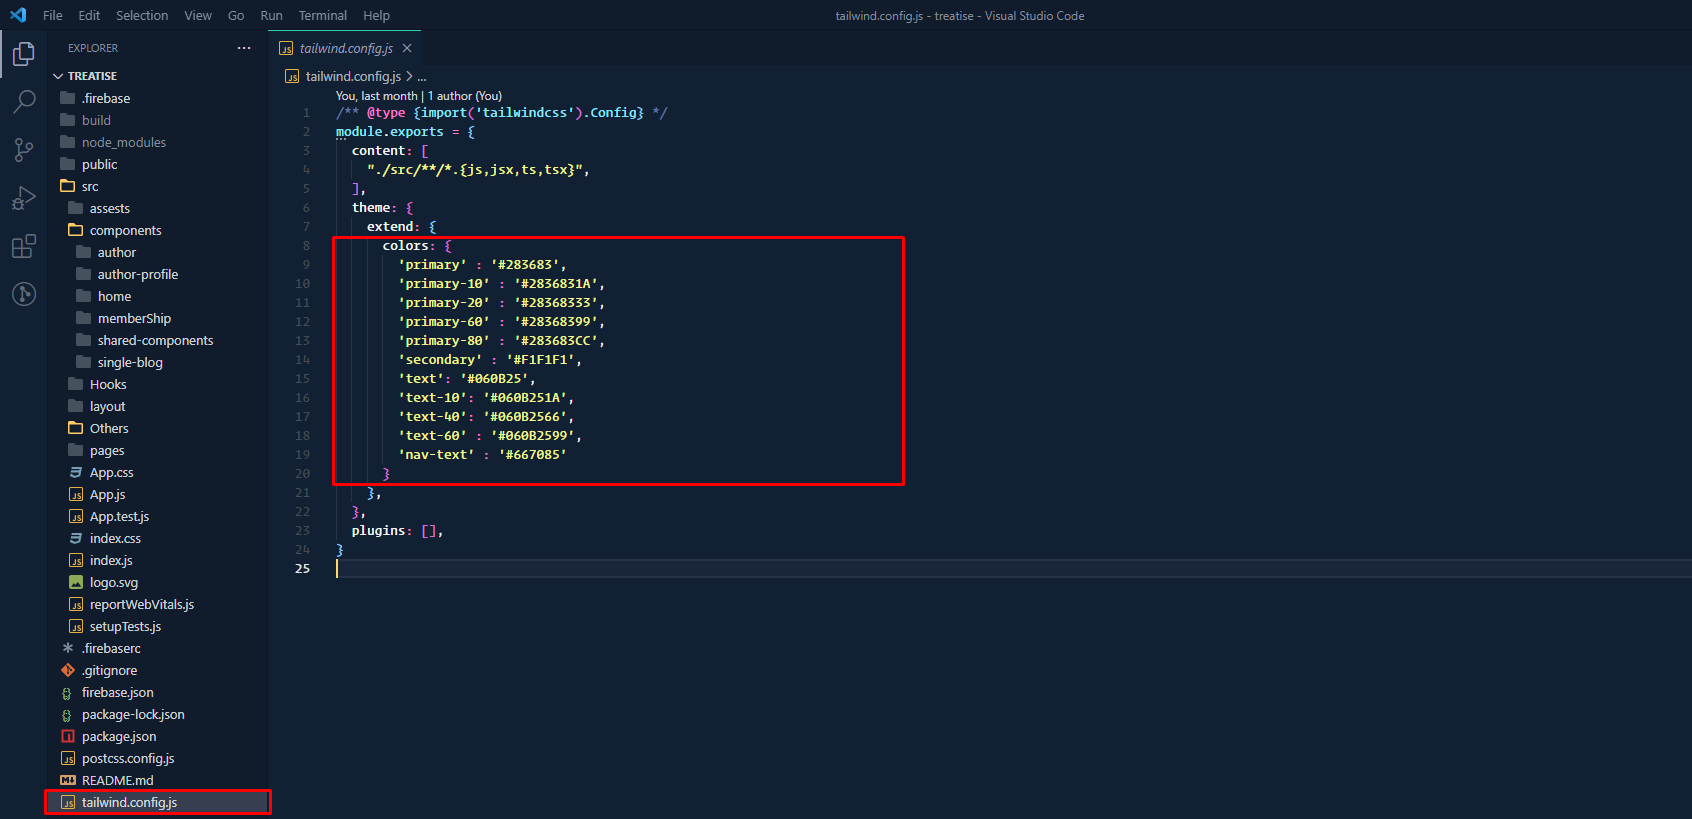 File Edit Selection View Go Run Terminal Help
tailwind.config.js - treatise - Visual Studio Code
EXPLORER
TREATISE
.firebase
build
node_modules
public
src
assests
components
author
author-profile
home
memberShip
shared-components
single-blog
Hooks
layout
Others
pages
App.css
App.js
App.test.js
index.css
index.js
logo.svg
reportWebVitals.js
setupTests.js
.firebaserc
.gitignore
firebase.json
package-lock.json
package.json
postcss.config.js
README.md
tailwind.config.js
JS tailwind.config.js
JS tailwind.config.js > ...
You, last month | 1 author (You)
1 /** @type {import('tailwindcss').Config} */
2 module.exports = {
3 content: [
4 "./src/**/*.{js,jsx,ts,tsx}",
5 ],
6 theme: {
7 extend: {
8 colors: {
9 'primary' : '#283683',
10 'primary-10' : '#2836831A',
11 'primary-20' : '#28368333',
12 'primary-60' : '#28368399',
13 'primary-80' : '#283683CC',
14 'secondary' : '#F1F1F1',
15 'text': '#060B25',
16 'text-10': '#060B251A',
17 'text-40': '#060B2566',
18 'text-60' : '#060B2599',
19 'nav-text' : '#667085'
20 }
21 },
22 },
23 plugins: [],
24 }
25